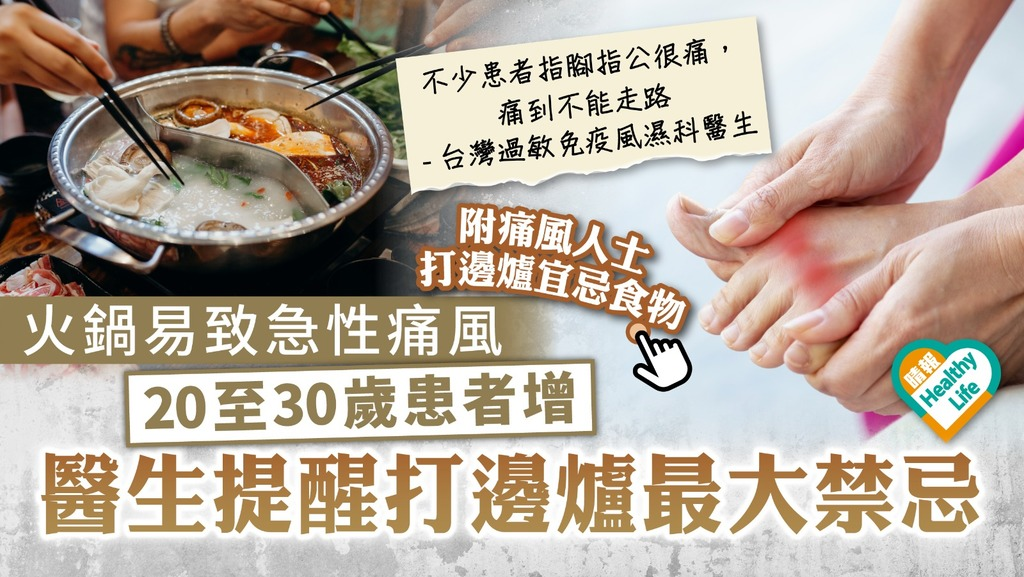 不少患者指腳指公很痛，
痛到不能走路
- 台灣過敏免疫風濕科醫生
附痛風人士
打邊爐宜忌食物
火鍋易致急性痛風
20至30歲患者增
醫生提醒打邊爐最大禁忌
晴報
Healthy
Life